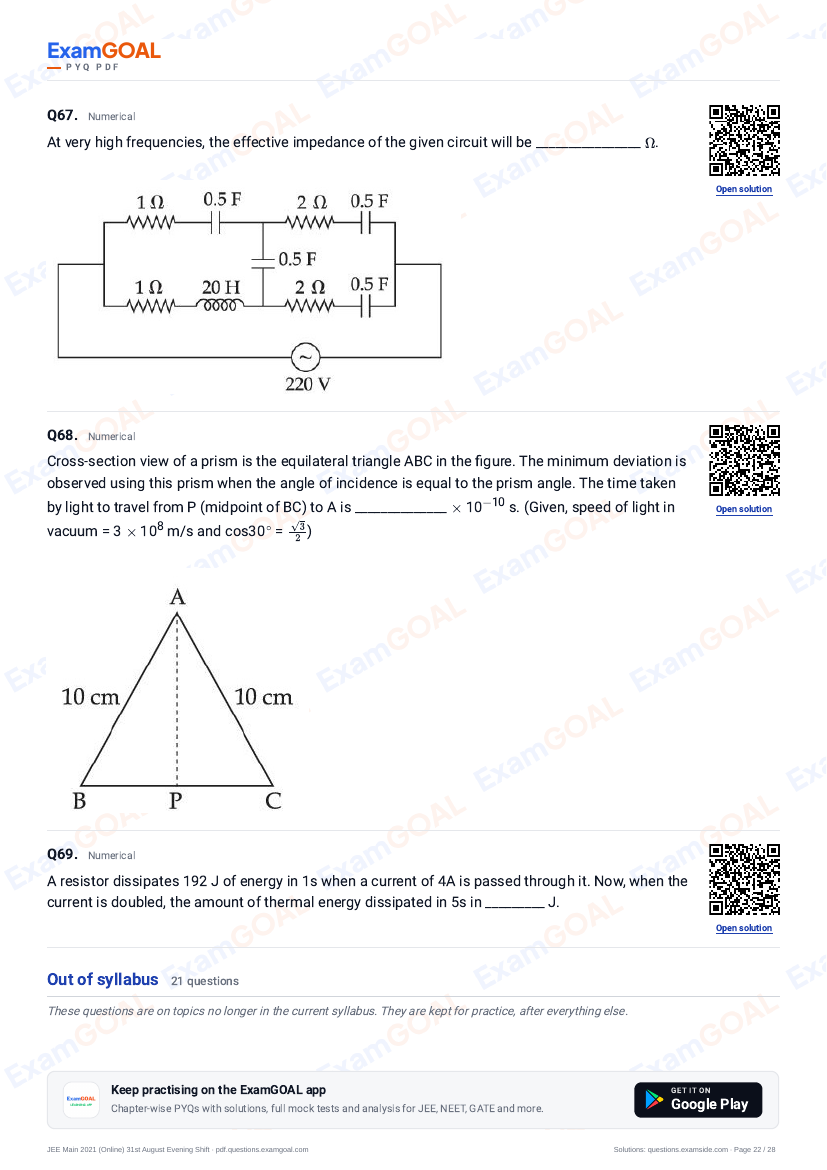 ExamGOAL
PYQ PDF
Q67. Numerical
At very high frequencies, the effective impedance of the given circuit will be ________________ Ω.
Open solution
1 Ω 0.5 F 2 Ω 0.5 F
0.5 F
1 Ω 20 H 2 Ω 0.5 F
~
220 V
Q68. Numerical
Cross-section view of a prism is the equilateral triangle ABC in the figure. The minimum deviation is
observed using this prism when the angle of incidence is equal to the prism angle. The time taken
by light to travel from P (midpoint of BC) to A is ______________ × 10⁻¹⁰ s. (Given, speed of light in
vacuum = 3 × 10⁸ m/s and cos30° = √3/2)
Open solution
A
10 cm 10 cm
B P C
Q69. Numerical
A resistor dissipates 192 J of energy in 1s when a current of 4A is passed through it. Now, when the
current is doubled, the amount of thermal energy dissipated in 5s in _________ J.
Open solution
Out of syllabus 21 questions
These questions are on topics no longer in the current syllabus. They are kept for practice, after everything else.
ExamGOAL
Keep practising on the ExamGOAL app
Chapter-wise PYQs with solutions, full mock tests and analysis for JEE, NEET, GATE and more.
GET IT ON
Google Play
JEE Main 2021 (Online) 31st August Evening Shift · pdf.questions.examgoal.com
Solutions: questions.examside.com · Page 22 / 28